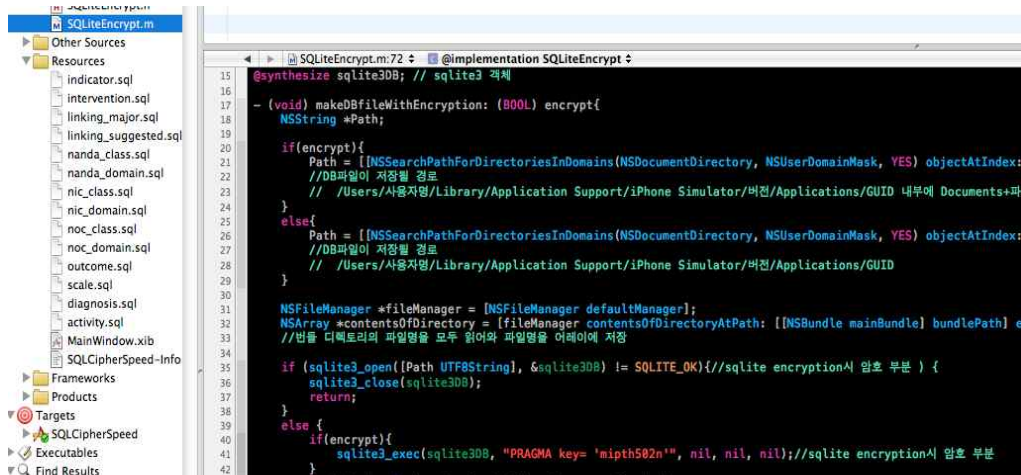 SQLiteEncrypt.h
SQLiteEncrypt.m
Other Sources
Resources
indicator.sql
intervention.sql
linking_major.sql
linking_suggested.sql
nanda_class.sql
nanda_domain.sql
nic_class.sql
nic_domain.sql
noc_class.sql
noc_domain.sql
outcome.sql
scale.sql
diagnosis.sql
activity.sql
MainWindow.xib
SQLCipherSpeed-Info
Frameworks
Products
Targets
SQLCipherSpeed
Executables
Find Results
SQLiteEncrypt.m:72 @implementation SQLiteEncrypt
15 @synthesize sqlite3DB; // sqlite3 객체
16
17 - (void) makeDBfileWithEncryption: (BOOL) encrypt{
18 NSString *Path;
19
20 if(encrypt){
21 Path = [[NSSearchPathForDirectoriesInDomains(NSDocumentDirectory, NSUserDomainMask, YES) objectAtIndex:
22 //DB파일이 저장될 경로
23 // /Users/사용자명/Library/Application Support/iPhone Simulator/버전/Applications/GUID 내부에 Documents+파
24 }
25 else{
26 Path = [[NSSearchPathForDirectoriesInDomains(NSDocumentDirectory, NSUserDomainMask, YES) objectAtIndex:
27 //DB파일이 저장될 경로
28 // /Users/사용자명/Library/Application Support/iPhone Simulator/버전/Applications/GUID
29 }
30
31 NSFileManager *fileManager = [NSFileManager defaultManager];
32 NSArray *contentsOfDirectory = [fileManager contentsOfDirectoryAtPath: [[NSBundle mainBundle] bundlePath] e
33 //번들 디렉토리의 파일명을 모두 읽어와 파일명을 어레이에 저장
34
35 if (sqlite3_open([Path UTF8String], &sqlite3DB) != SQLITE_OK){//sqlite encryption시 암호 부분 ) {
36 sqlite3_close(sqlite3DB);
37 return;
38 }
39 else {
40 if(encrypt){
41 sqlite3_exec(sqlite3DB, "PRAGMA key= 'mipth502n'", nil, nil, nil);//sqlite encryption시 암호 부분
42 }